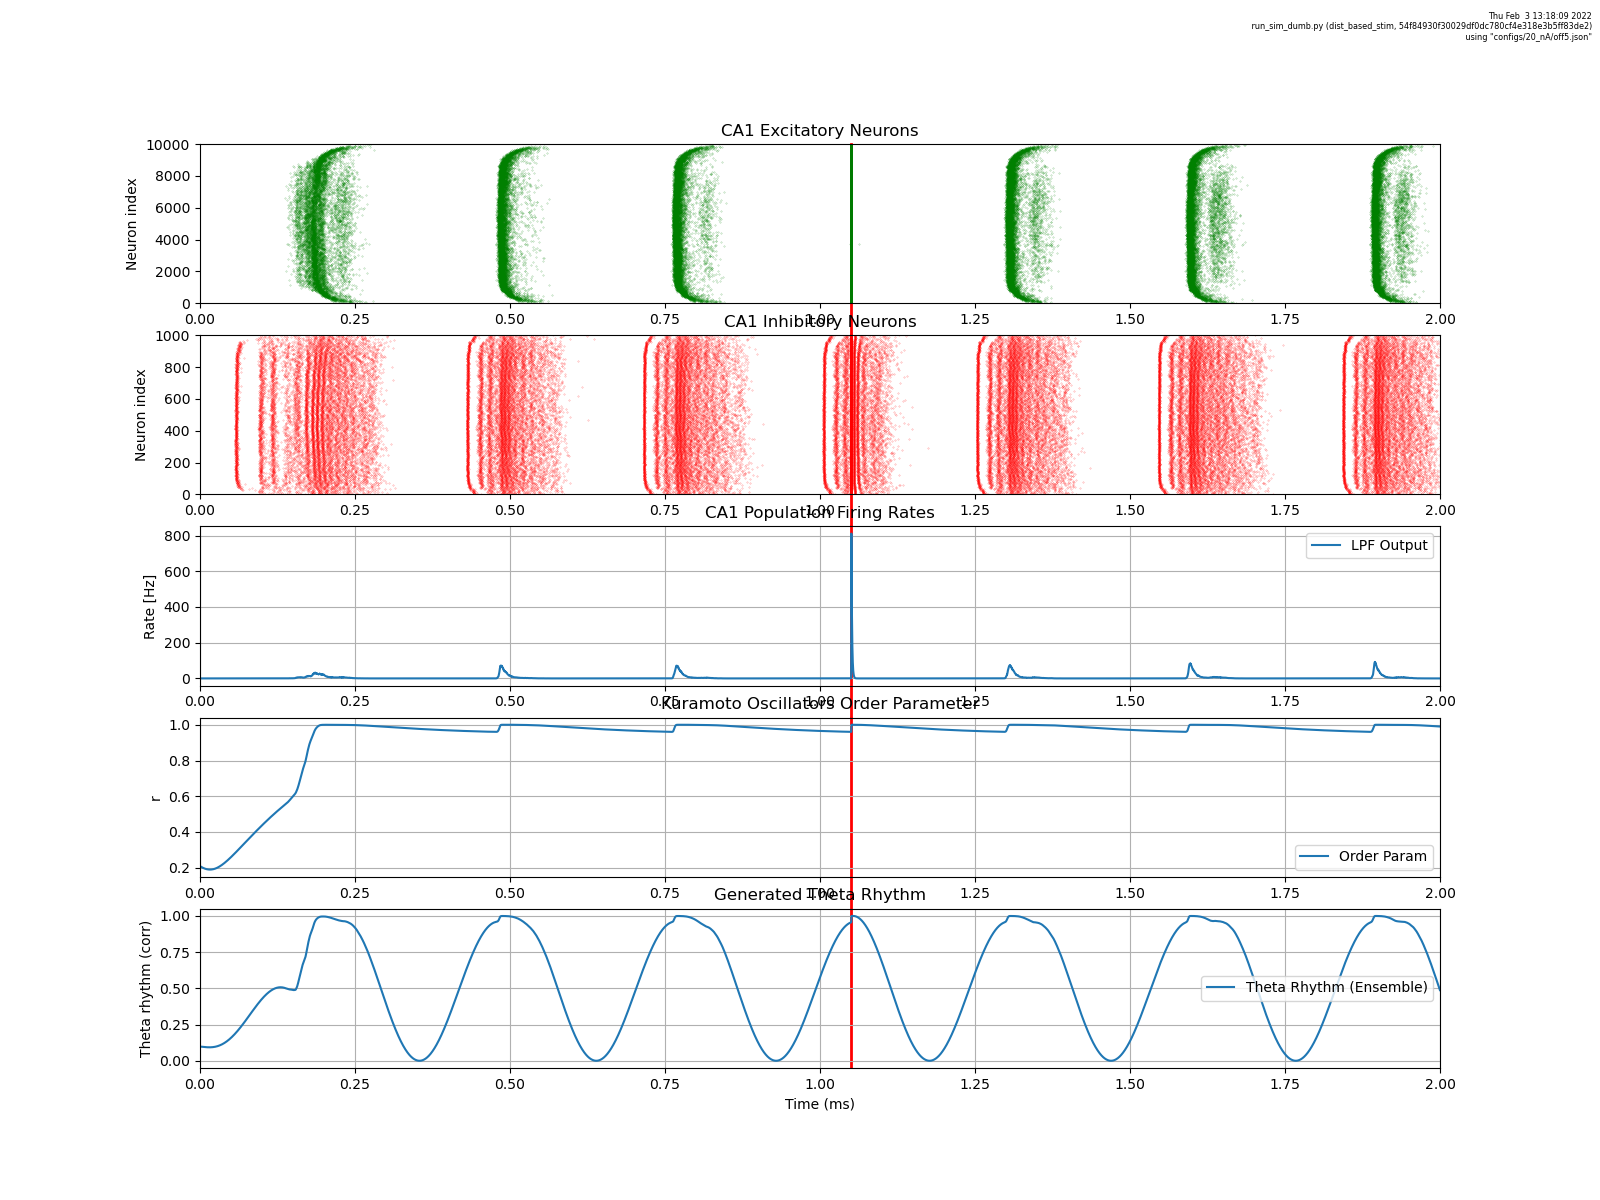 Thu Feb  3 13:18:09 2022
run_sim_dumb.py (dist_based_stim, 54f84930f30029df0dc780cf4e318e3b5ff83de2)
using "configs/20_nA/off5.json"
CA1 Excitatory Neurons
Neuron index
10000
8000
6000
4000
2000
0
0.00 0.25 0.50 0.75 1.00 1.25 1.50 1.75 2.00
CA1 Inhibitory Neurons
Neuron index
1000
800
600
400
200
0
0.00 0.25 0.50 0.75 1.00 1.25 1.50 1.75 2.00
CA1 Population Firing Rates
Rate [Hz]
800
600
400
200
0
LPF Output
0.00 0.25 0.50 0.75 1.00 1.25 1.50 1.75 2.00
Kuramoto Oscillators Order Parameter
r
1.0
0.8
0.6
0.4
0.2
Order Param
0.00 0.25 0.50 0.75 1.00 1.25 1.50 1.75 2.00
Generated Theta Rhythm
Theta rhythm (corr)
1.00
0.75
0.50
0.25
0.00
Theta Rhythm (Ensemble)
0.00 0.25 0.50 0.75 1.00 1.25 1.50 1.75 2.00
Time (ms)